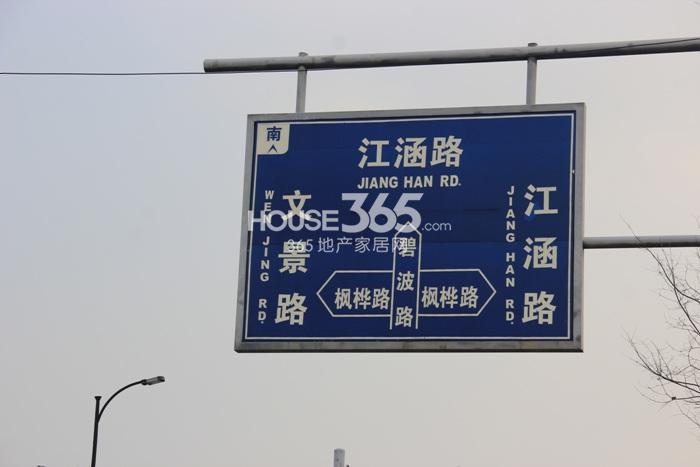 南
江涵路
JIANG HAN RD.
文景路
WEN JING RD.
江涵路
JIANG HAN RD.
HOUSE365.com
365地产家居网
碧波路
枫桦路
枫桦路